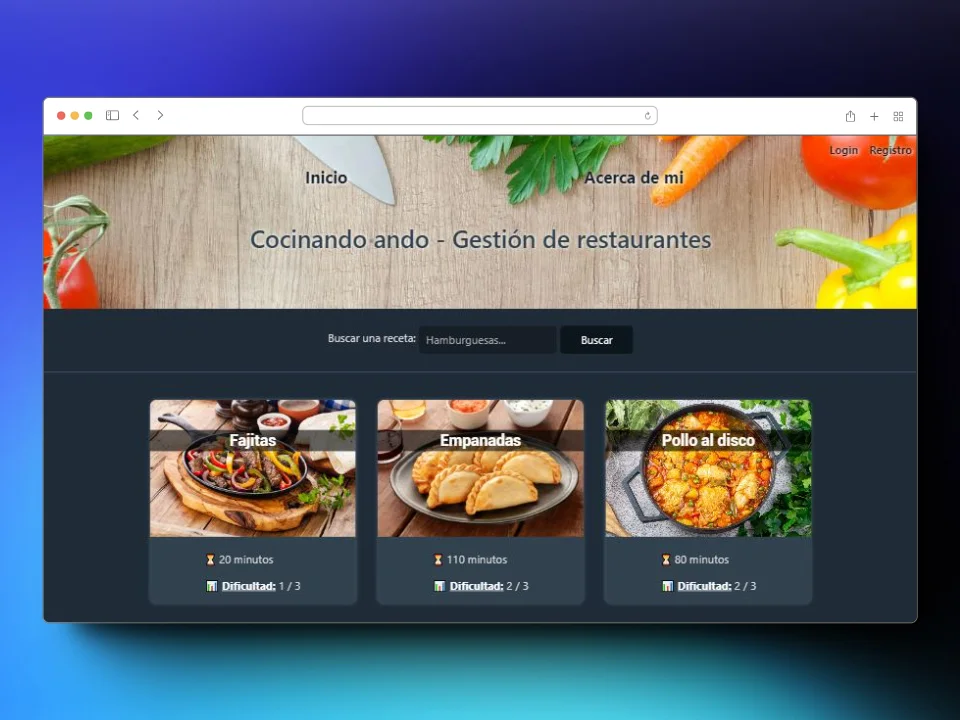 Login Registro
Inicio Acerca de mi
Cocinando ando - Gestión de restaurantes
Buscar una receta: Hamburguesas... Buscar
Fajitas Empanadas Pollo al disco
20 minutos 110 minutos 80 minutos
Dificultad: 1 / 3 Dificultad: 2 / 3 Dificultad: 2 / 3